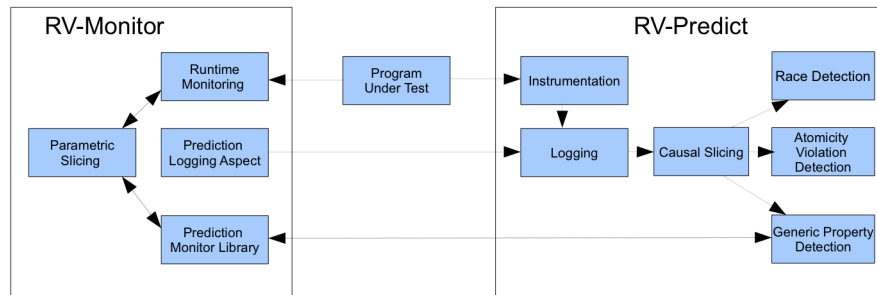 RV-Monitor
RV-Predict
Runtime
Monitoring
Program
Under Test
Instrumentation
Race Detection
Parametric
Slicing
Prediction
Logging Aspect
Logging
Causal Slicing
Atomicity
Violation
Detection
Prediction
Monitor Library
Generic Property
Detection